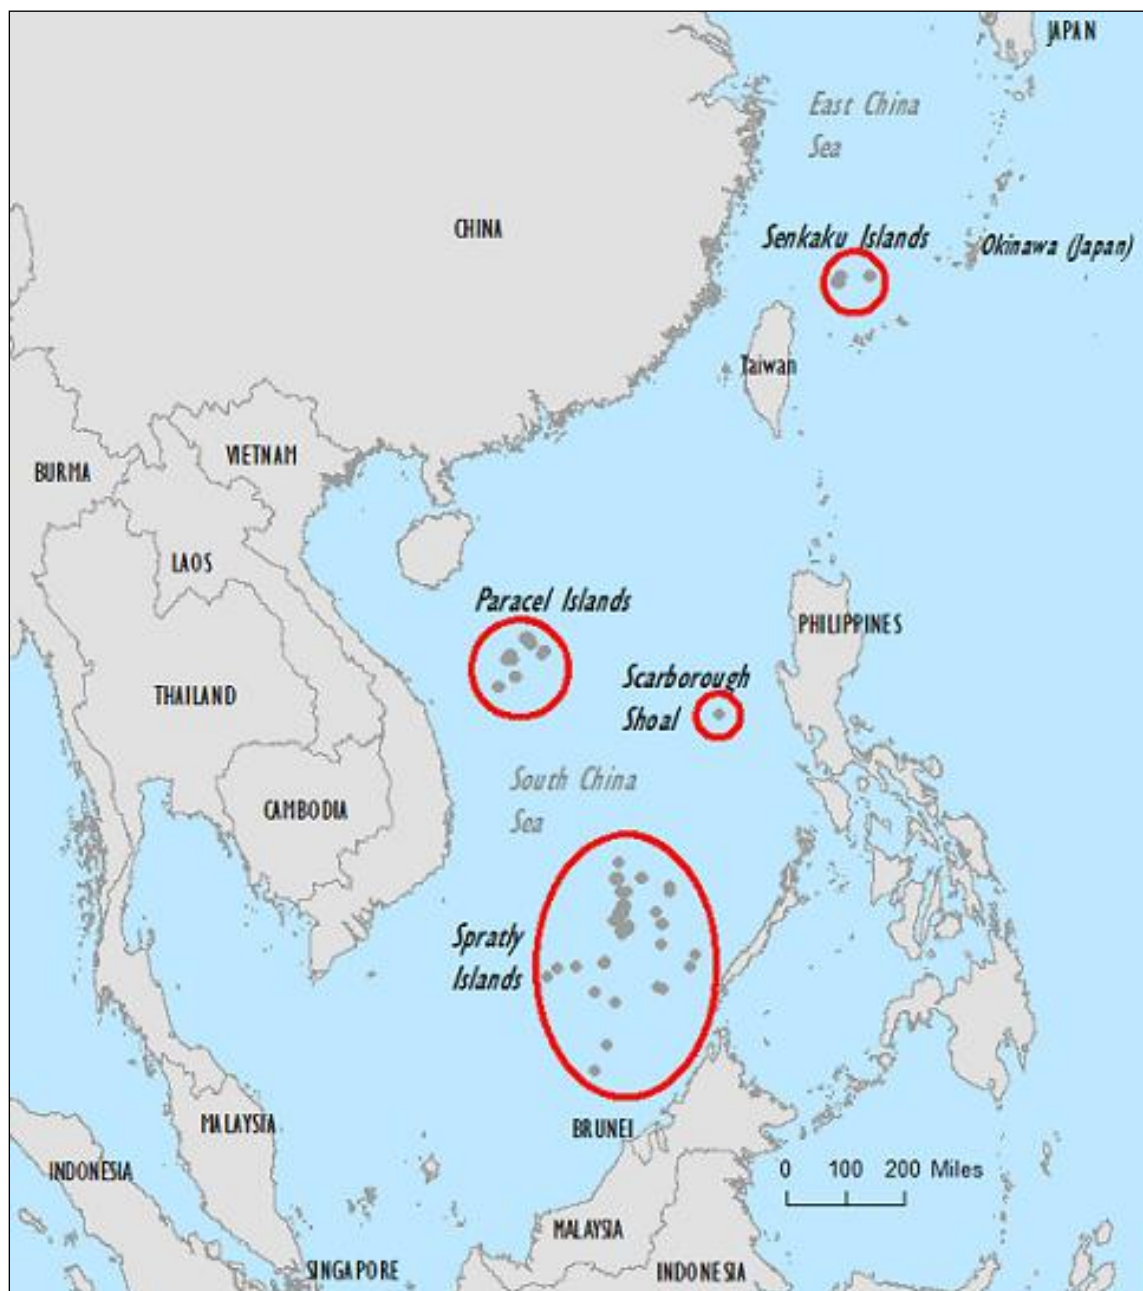 JAPAN
East China
Sea
CHINA
Senkaku Islands
Okinawa (Japan)
Taiwan
VIETNAM
BURMA
LAOS
Paracel Islands
PHILIPPINES
Scarborough
Shoal
THAILAND
South China
Sea
CAMBODIA
Spratly
Islands
MALAYSIA
BRUNEI
INDONESIA
0 100 200 Miles
MALAYSIA
SINGAPORE
INDONESIA